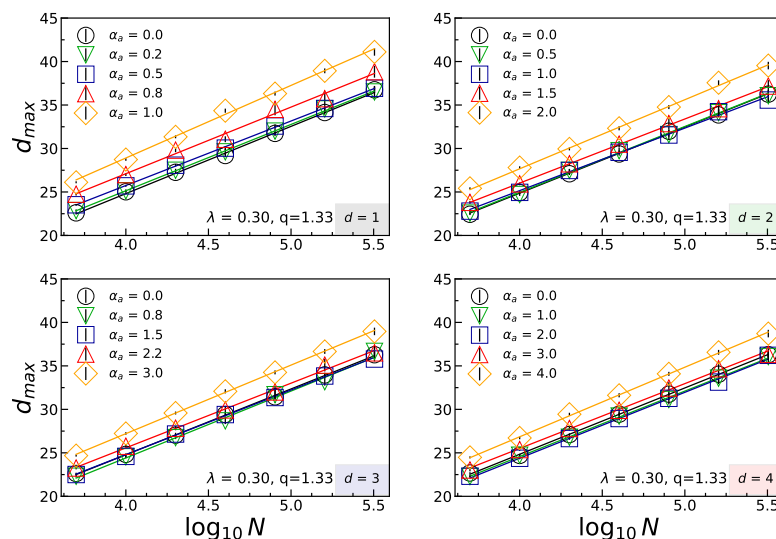 45
40
35
30
25
20
d_max
α_a = 0.0
α_a = 0.2
α_a = 0.5
α_a = 0.8
α_a = 1.0
λ = 0.30, q=1.33
d = 1
4.0 4.5 5.0 5.5
45
40
35
30
25
20
α_a = 0.0
α_a = 0.5
α_a = 1.0
α_a = 1.5
α_a = 2.0
λ = 0.30, q=1.33
d = 2
4.0 4.5 5.0 5.5
45
40
35
30
25
20
d_max
α_a = 0.0
α_a = 0.8
α_a = 1.5
α_a = 2.2
α_a = 3.0
λ = 0.30, q=1.33
d = 3
4.0 4.5 5.0 5.5
log₁₀ N
45
40
35
30
25
20
α_a = 0.0
α_a = 1.0
α_a = 2.0
α_a = 3.0
α_a = 4.0
λ = 0.30, q=1.33
d = 4
4.0 4.5 5.0 5.5
log₁₀ N